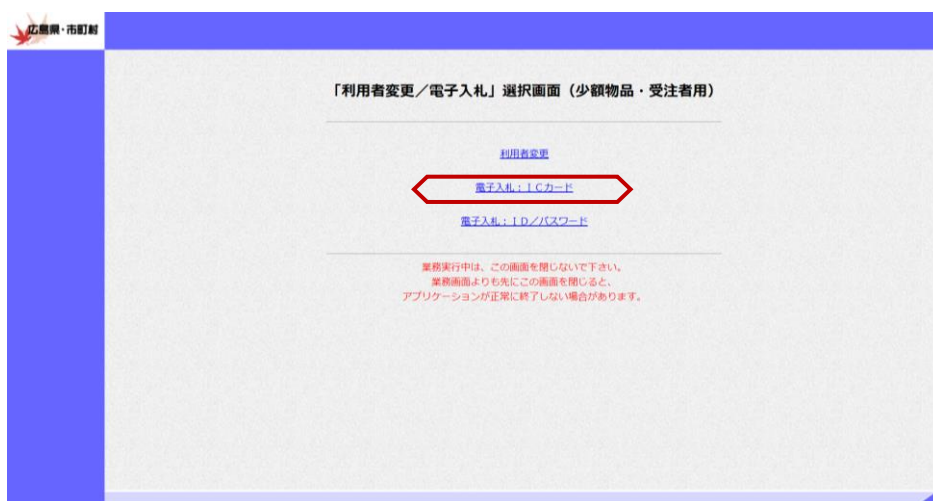 広島県・市町村
「利用者変更／電子入札」選択画面（少額物品・受注者用）
利用者変更
電子入札：ＩＣカード
電子入札：ＩＤ／パスワード
業務実行中は、この画面を閉じないで下さい。
業務画面よりも先にこの画面を閉じると、
アプリケーションが正常に終了しない場合があります。